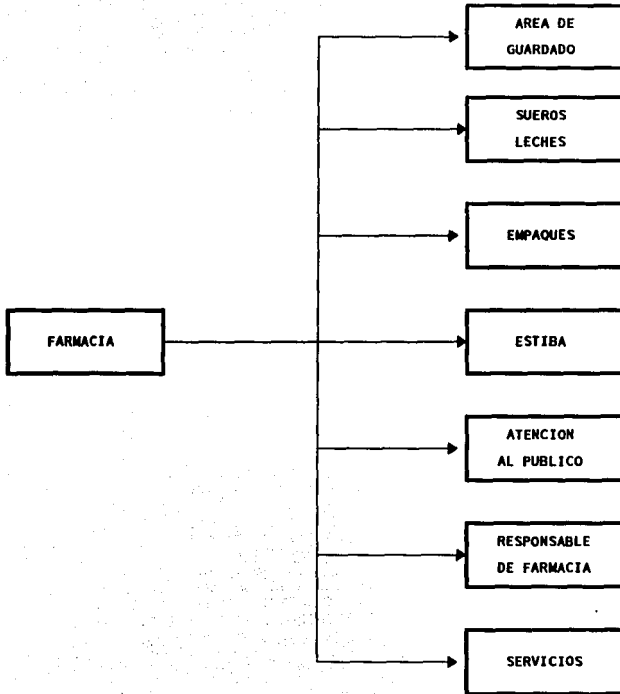 AREA DE
GUARDADO
SUEROS
LECHES
EMPAQUES
FARMACIA
ESTIBA
ATENCION
AL PUBLICO
RESPONSABLE
DE FARMACIA
SERVICIOS